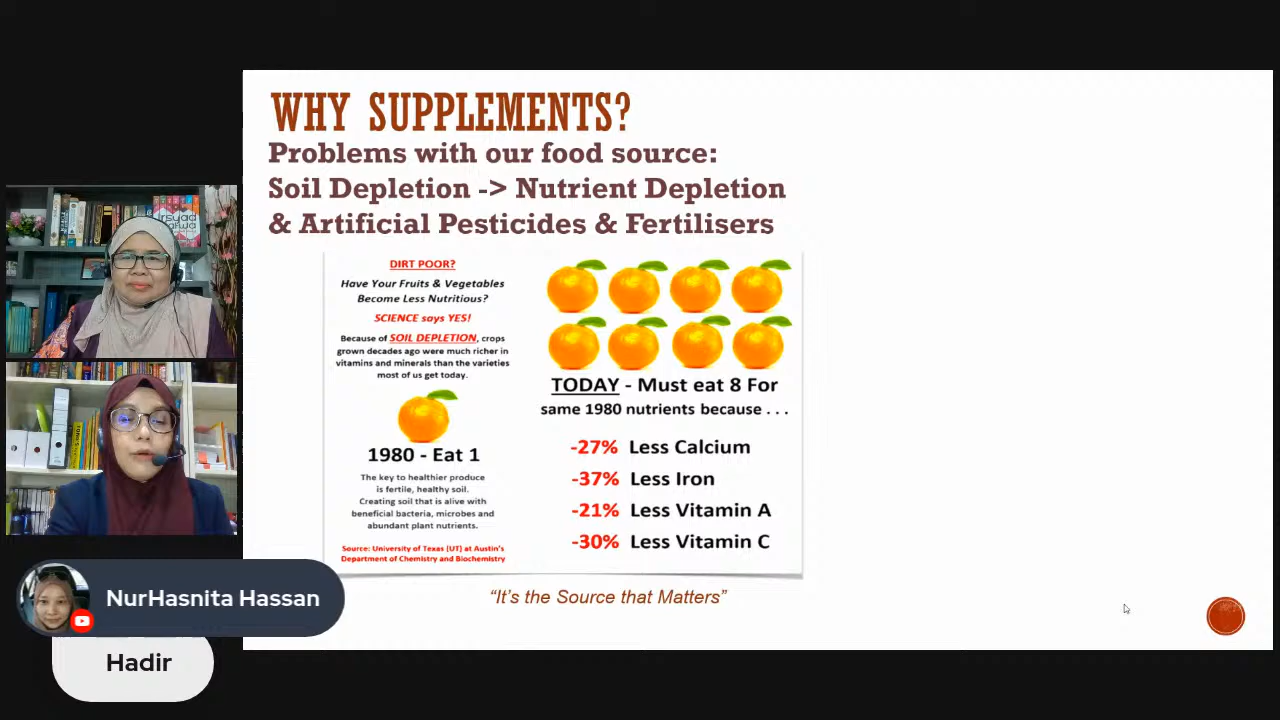 WHY SUPPLEMENTS?
Problems with our food source:
Soil Depletion -> Nutrient Depletion
& Artificial Pesticides & Fertilisers
DIRT POOR?
Have Your Fruits & Vegetables
Become Less Nutritious?
SCIENCE says YES!
Because of SOIL DEPLETION, crops
grown decades ago were much richer in
vitamins and minerals than the varieties
most of us get today.
1980 - Eat 1
The key to healthier produce
is fertile, healthy soil.
Creating soil that is alive with
beneficial bacteria, microbes and
abundant plant nutrients.
Source: University of Texas (UT) at Austin's
Department of Chemistry and Biochemistry
TODAY - Must eat 8 For
same 1980 nutrients because . . .
-27% Less Calcium
-37% Less Iron
-21% Less Vitamin A
-30% Less Vitamin C
“It’s the Source that Matters”
NurHasnita Hassan
Hadir